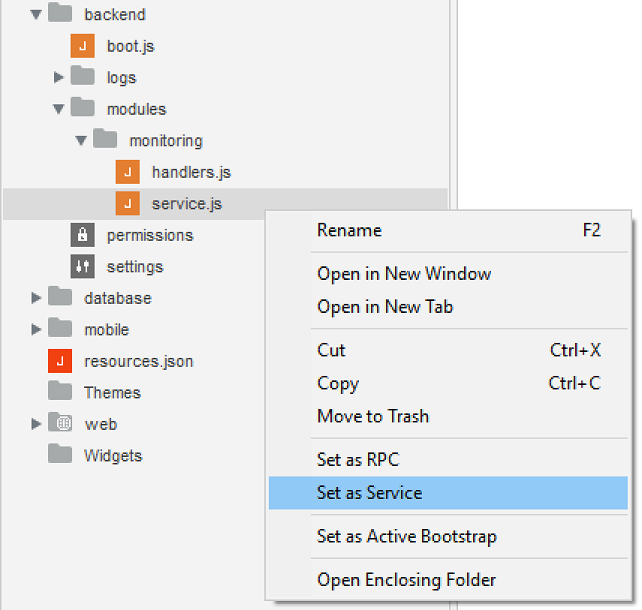 backend
boot.js
logs
modules
monitoring
handlers.js
service.js
permissions
settings
database
mobile
resources.json
Themes
web
Widgets
Rename F2
Open in New Window
Open in New Tab
Cut Ctrl+X
Copy Ctrl+C
Move to Trash
Set as RPC
Set as Service
Set as Active Bootstrap
Open Enclosing Folder